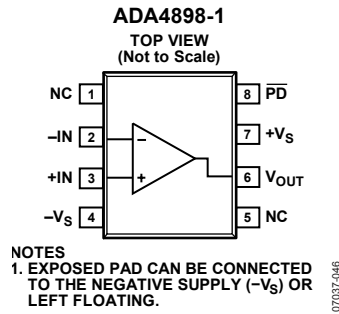 ADA4898-1
TOP VIEW
(Not to Scale)
NC 1
8 P̅D̅
–IN 2
7 +VS
+IN 3
6 VOUT
–VS 4
5 NC
–
+
NOTES
1. EXPOSED PAD CAN BE CONNECTED
TO THE NEGATIVE SUPPLY (–VS) OR
LEFT FLOATING.
07037-046